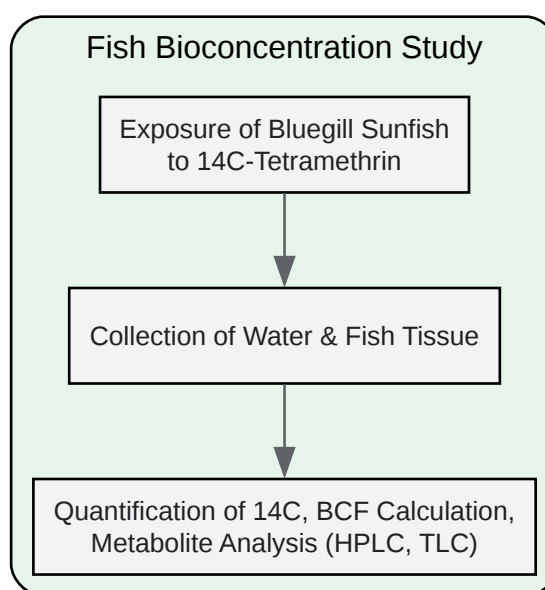 Fish Bioconcentration Study
Exposure of Bluegill Sunfish
to 14C-Tetramethrin
Collection of Water & Fish Tissue
Quantification of 14C, BCF Calculation,
Metabolite Analysis (HPLC, TLC)